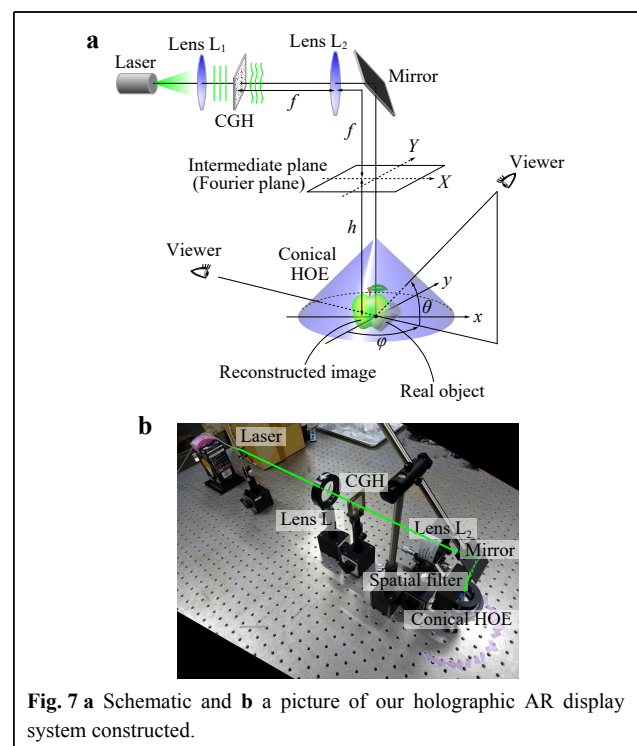 a
Lens L1
Lens L2
Laser
Mirror
CGH
f
f
Y
Intermediate plane
(Fourier plane)
X
Viewer
h
Viewer
Conical
HOE
y
θ
x
φ
Reconstructed image
Real object
b
Laser
CGH
Lens L1
Lens L2
Mirror
Spatial filter
Conical HOE
Fig. 7 a Schematic and b a picture of our holographic AR display
system constructed.